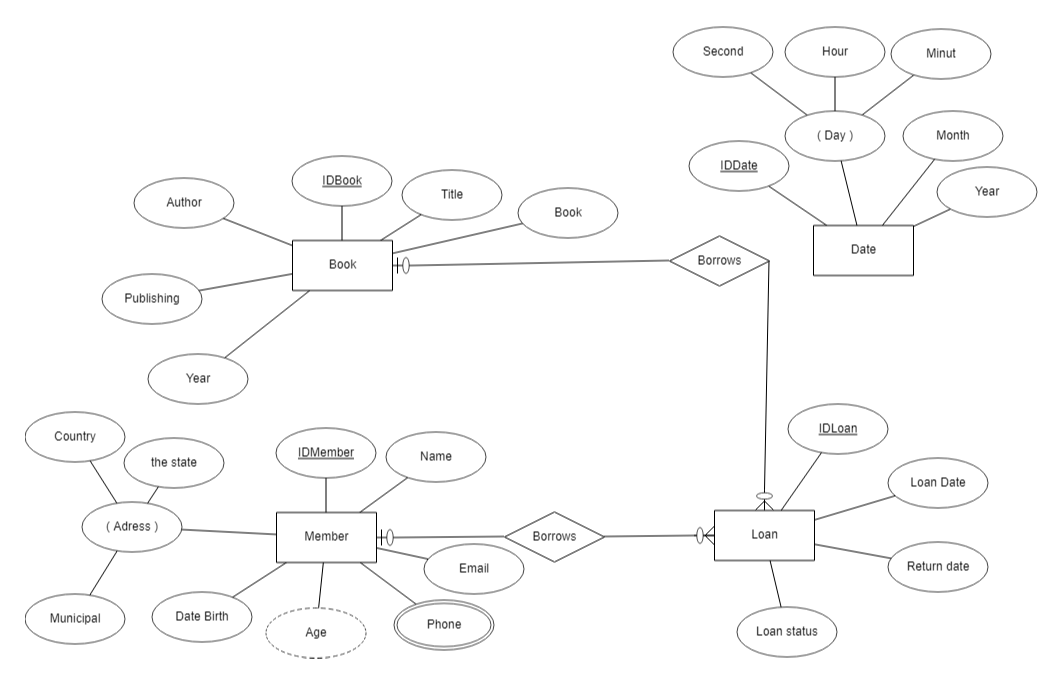 Second
Hour
Minut
( Day )
Month
IDDate
Year
Date
IDBook
Title
Author
Book
Book
Borrows
Publishing
Year
Country
the state
( Adress )
Municipal
IDMember
Name
Member
Email
Date Birth
Age
Phone
Borrows
IDLoan
Loan Date
Loan
Return date
Loan status